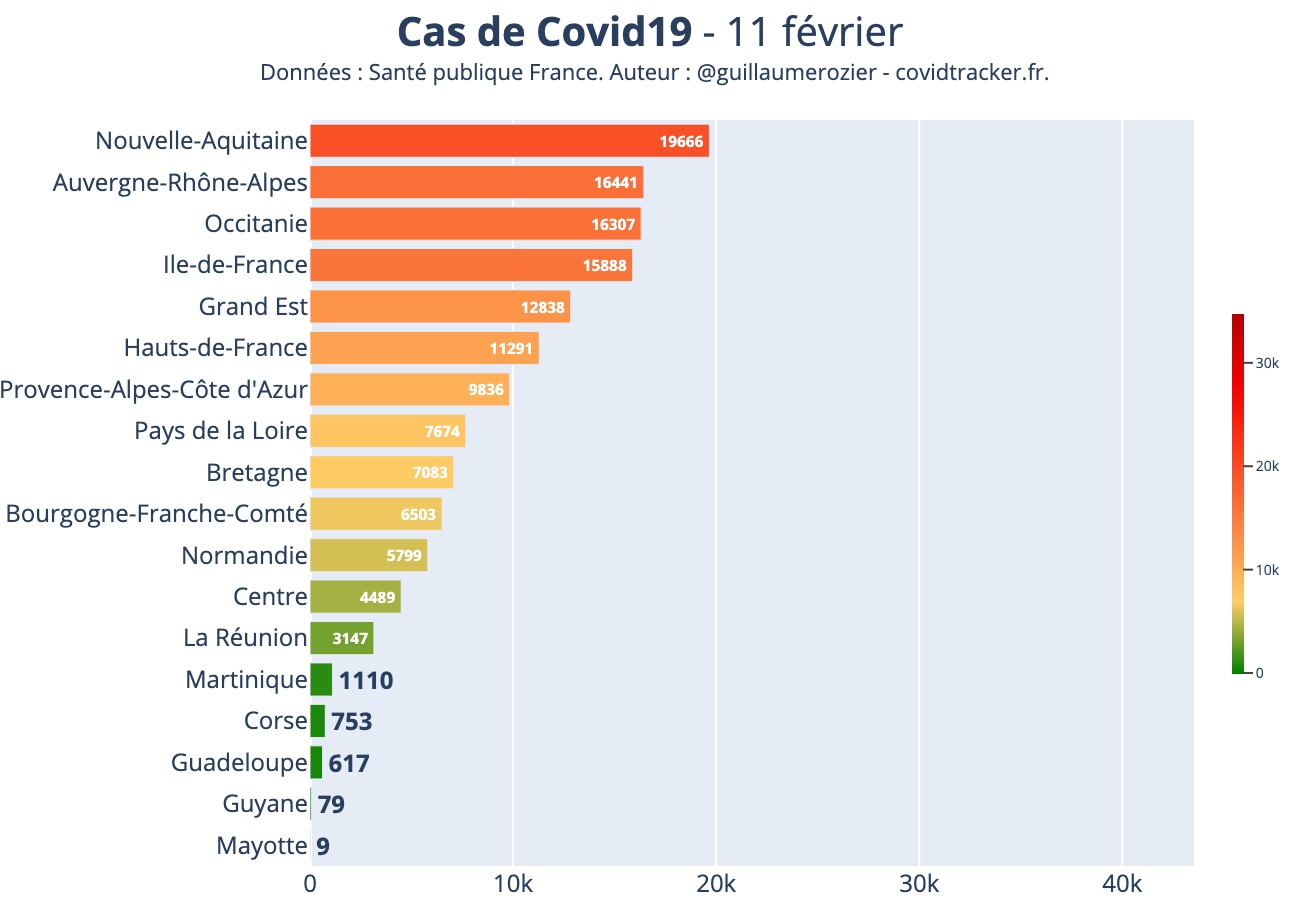 Cas de Covid19 - 11 février
Données : Santé publique France. Auteur : @guillaumerozier - covidtracker.fr.
Nouvelle-Aquitaine 19666
Auvergne-Rhône-Alpes 16441
Occitanie 16307
Ile-de-France 15888
Grand Est 12838
Hauts-de-France 11291
Provence-Alpes-Côte d'Azur 9836
Pays de la Loire 7674
Bretagne 7083
Bourgogne-Franche-Comté 6503
Normandie 5799
Centre 4489
La Réunion 3147
Martinique 1110
Corse 753
Guadeloupe 617
Guyane 79
Mayotte 9
0 10k 20k 30k 40k
30k
20k
10k
0